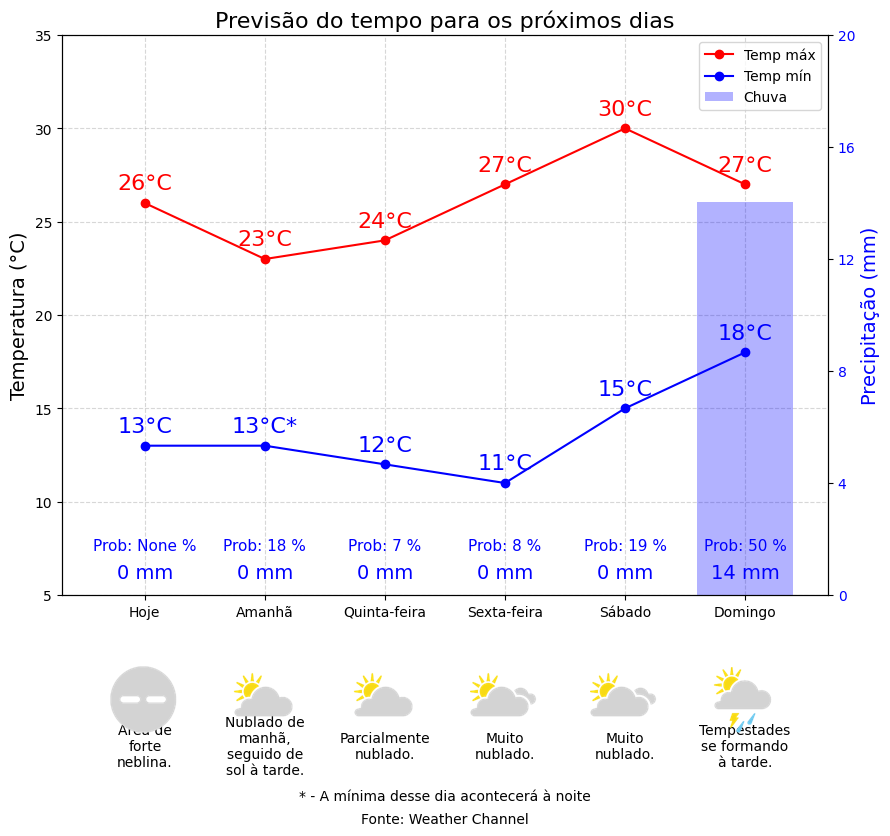 Previsão do tempo para os próximos dias
Temp máx
Temp mín
Chuva
Temperatura (°C)
35
30
25
20
15
10
5
Precipitação (mm)
20
16
12
8
4
0
26°C
23°C
24°C
27°C
30°C
27°C
13°C
13°C*
12°C
11°C
15°C
18°C
Prob: None %
Prob: 18 %
Prob: 7 %
Prob: 8 %
Prob: 19 %
Prob: 50 %
0 mm
0 mm
0 mm
0 mm
0 mm
14 mm
Hoje
Amanhã
Quinta-feira
Sexta-feira
Sábado
Domingo
Área de
forte
neblina.
Nublado de
manhã,
seguido de
sol à tarde.
Parcialmente
nublado.
Muito
nublado.
Muito
nublado.
Tempestades
se formando
à tarde.
* - A mínima desse dia acontecerá à noite
Fonte: Weather Channel